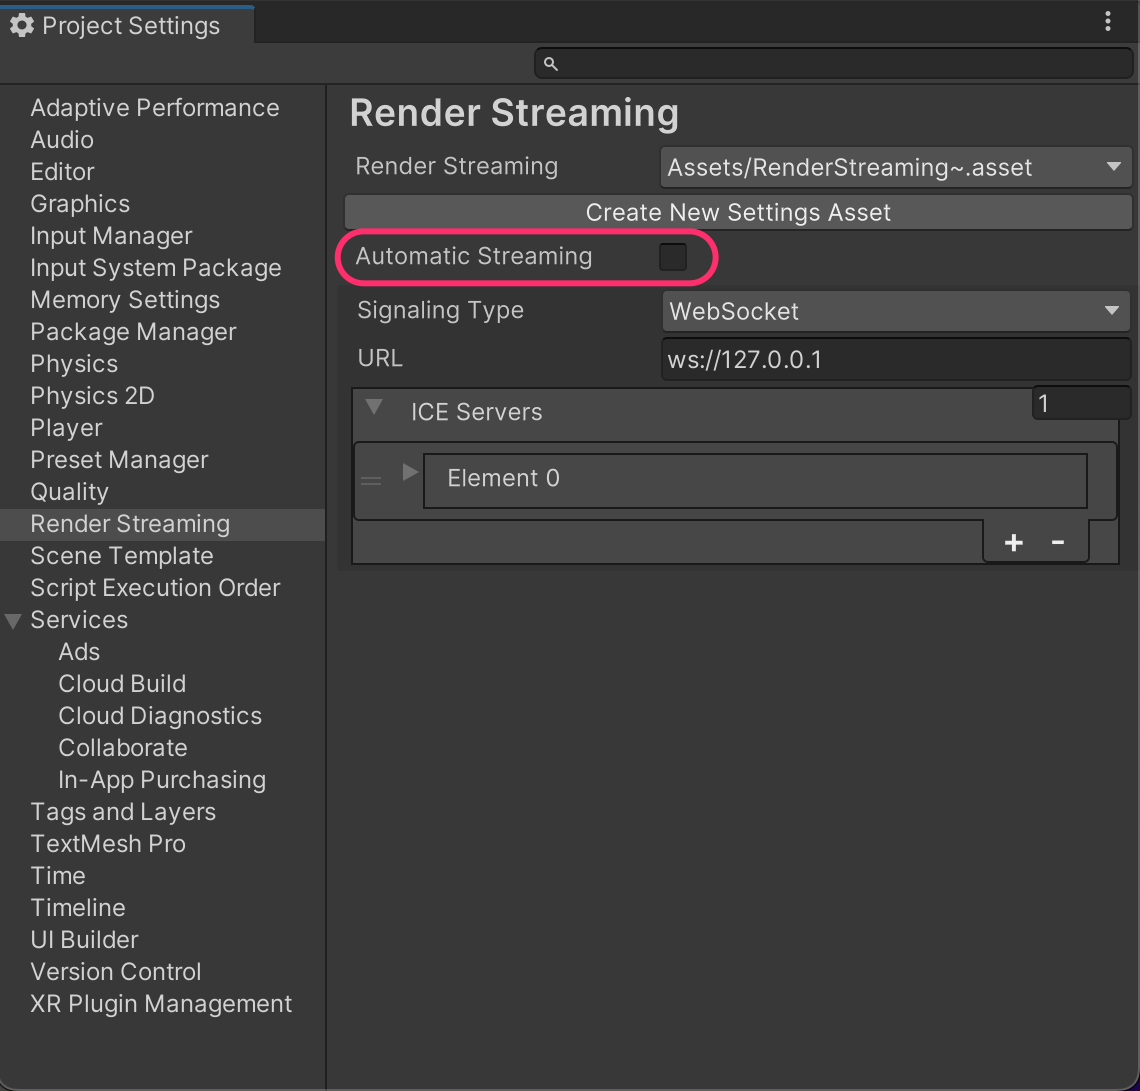 Project Settings
Adaptive Performance
Audio
Editor
Graphics
Input Manager
Input System Package
Memory Settings
Package Manager
Physics
Physics 2D
Player
Preset Manager
Quality
Render Streaming
Scene Template
Script Execution Order
Services
Ads
Cloud Build
Cloud Diagnostics
Collaborate
In-App Purchasing
Tags and Layers
TextMesh Pro
Time
Timeline
UI Builder
Version Control
XR Plugin Management
Render Streaming
Render Streaming Assets/RenderStreaming~.asset
Create New Settings Asset
Automatic Streaming
Signaling Type WebSocket
URL ws://127.0.0.1
ICE Servers 1
Element 0
+ -